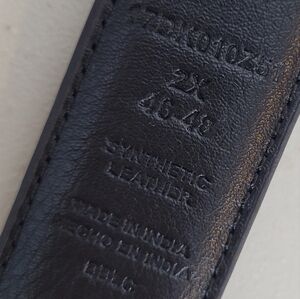 2X
46-48
SYNTHETIC
LEATHER
MADE IN INDIA
HECHO EN INDIA